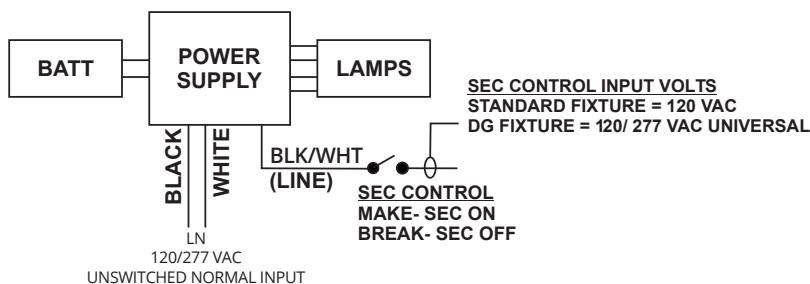 BATT
POWER
SUPPLY
LAMPS
SEC CONTROL INPUT VOLTS
STANDARD FIXTURE = 120 VAC
DG FIXTURE = 120/ 277 VAC UNIVERSAL
BLACK
WHITE
BLK/WHT
(LINE)
SEC CONTROL
MAKE- SEC ON
BREAK- SEC OFF
LN
120/277 VAC
UNSWITCHED NORMAL INPUT